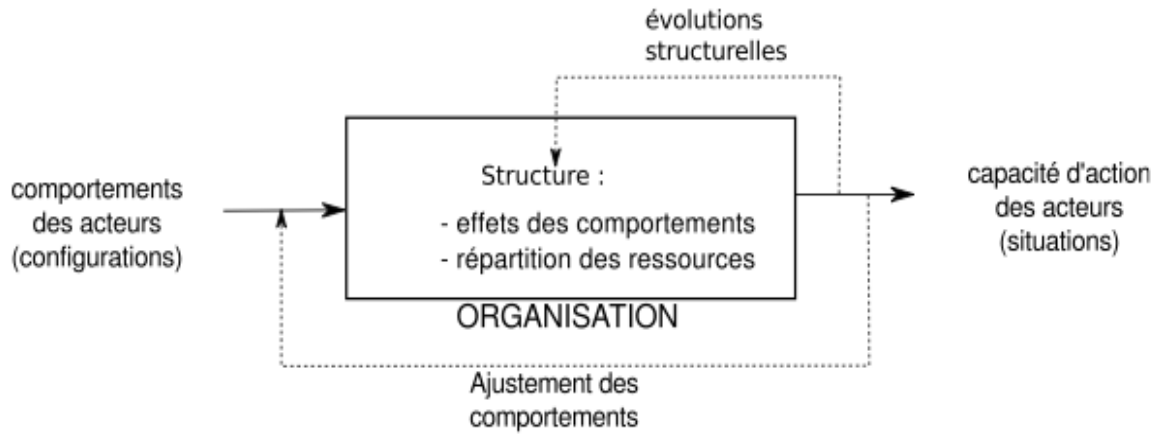 évolutions
structurelles
comportements
des acteurs
(configurations)
Structure :
- effets des comportements
- répartition des ressources
ORGANISATION
capacité d'action
des acteurs
(situations)
Ajustement des
comportements